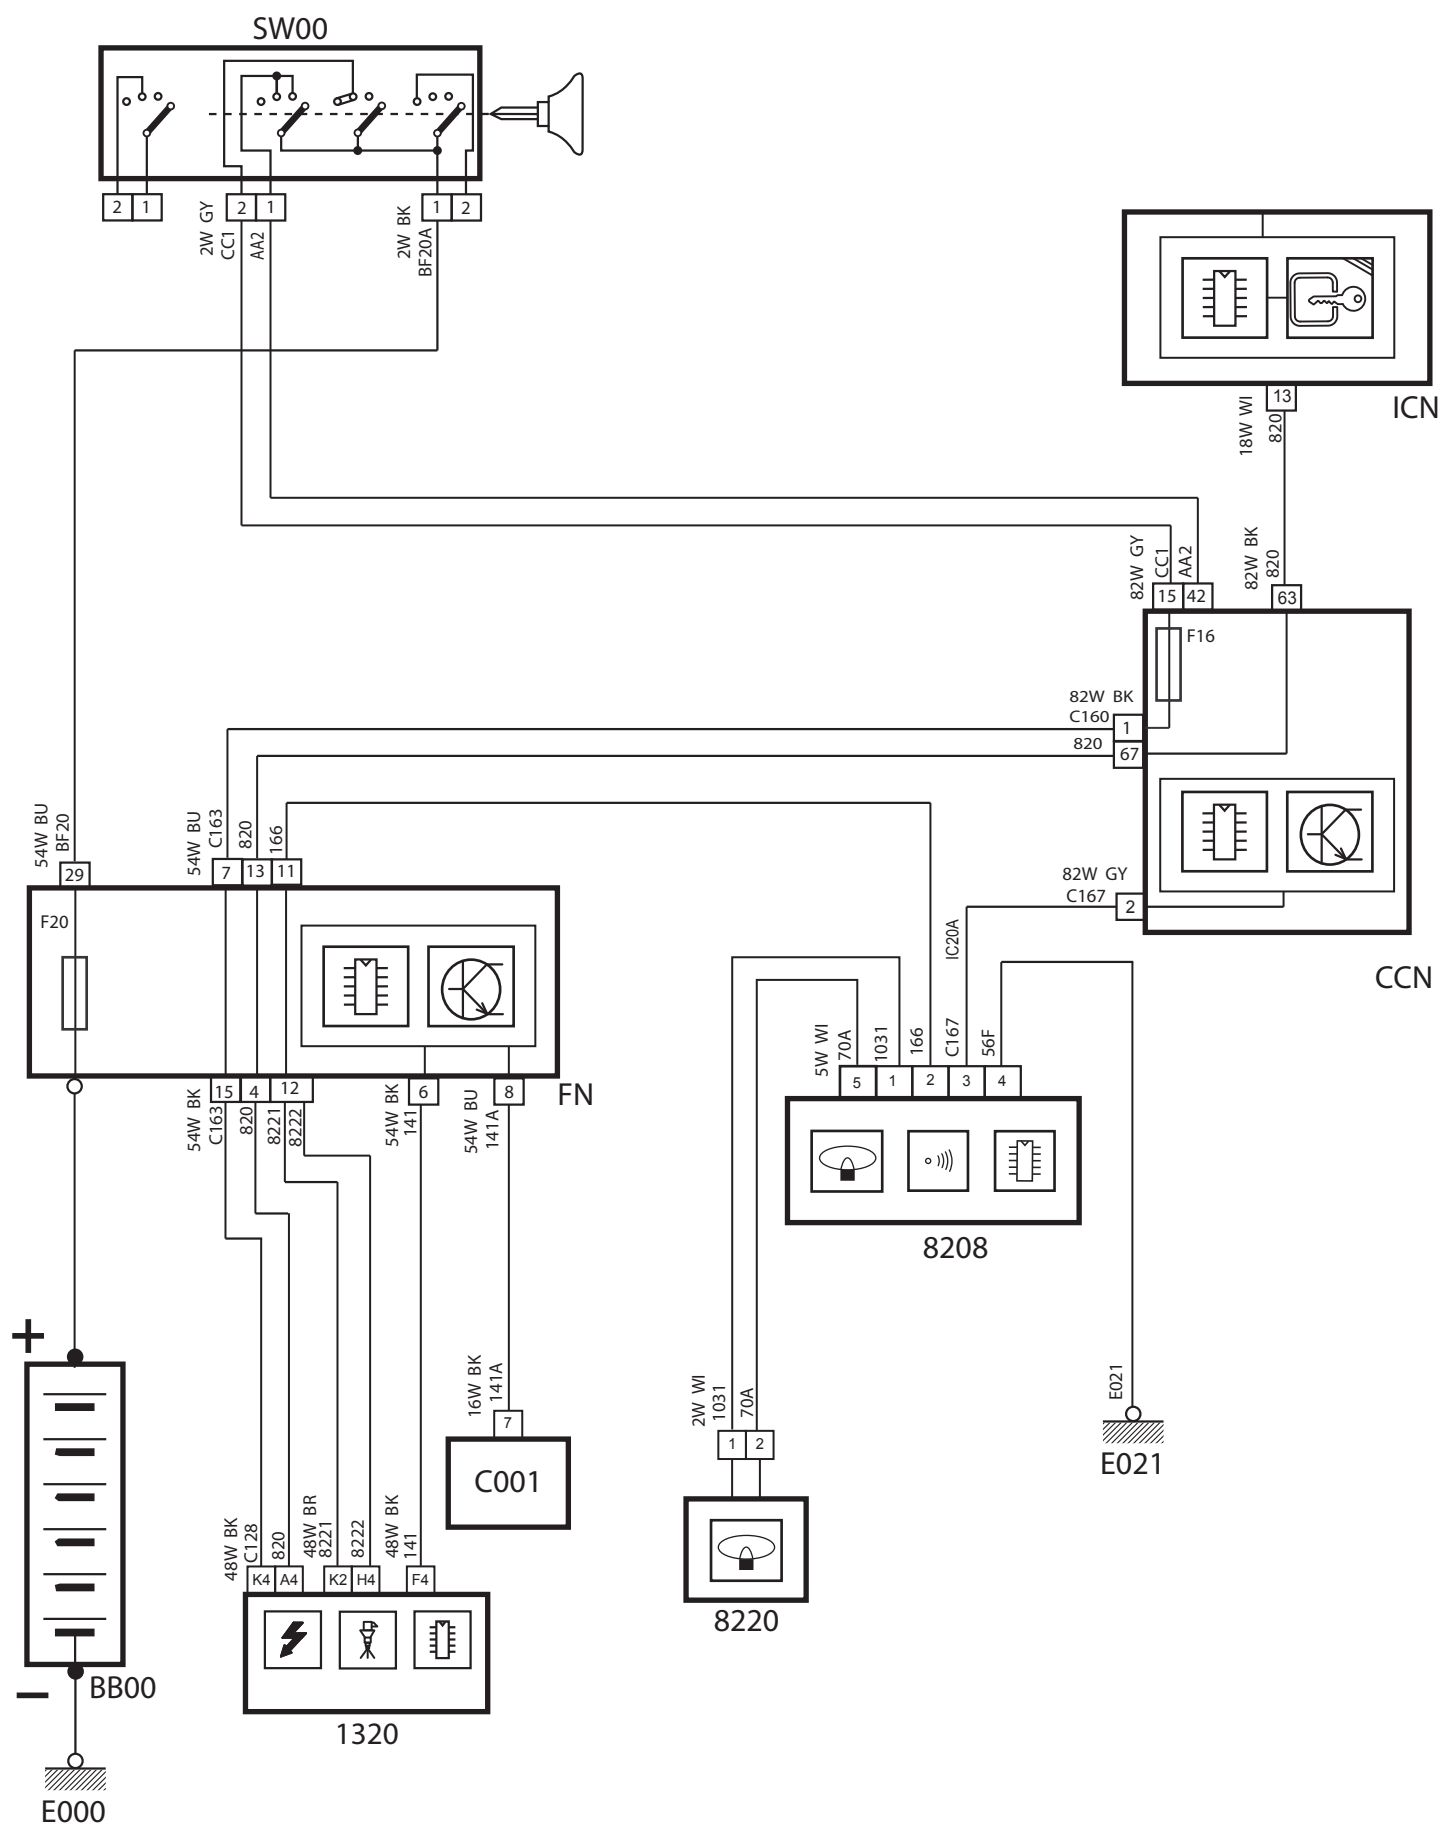 SW00
2 1
2 1
1 2
2W GY
CC1
AA2
2W BK
BF20A
13
ICN
18W WI
820
82W GY
CC1
AA2
82W BK
820
15 42
63
F16
82W BK
C160
1
820
67
54W BU
BF20
54W BU
C163
820
166
29
7 13 11
F20
82W GY
C167
2
IC20A
CCN
5W WI
70A
1031
166
C167
56F
5 1 2 3 4
15 4 12
6
8
FN
54W BK
C163
820
8221
8222
54W BK
141
54W BU
141A
8208
+
16W BK
141A
7
C001
2W WI
1031
70A
1 2
E021
E021
48W BK
C128
820
48W BR
8221
8222
48W BK
141
K4 A4
K2 H4
F4
8220
–
BB00
1320
E000